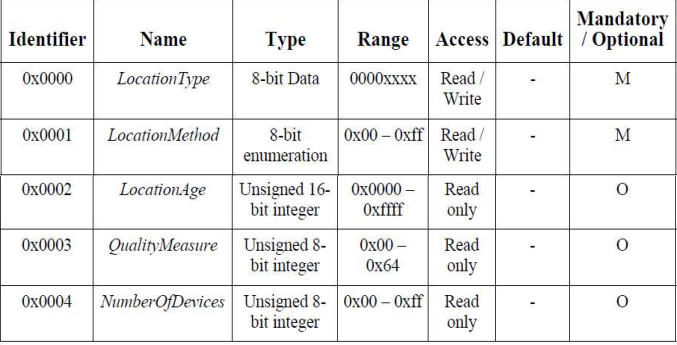 Identifier Name Type Range Access Default Mandatory / Optional
0x0000 LocationType 8-bit Data 0000xxxx Read / Write - M
0x0001 LocationMethod 8-bit enumeration 0x00 – 0xff Read / Write - M
0x0002 LocationAge Unsigned 16-bit integer 0x0000 – 0xffff Read only - O
0x0003 QualityMeasure Unsigned 8-bit integer 0x00 – 0x64 Read only - O
0x0004 NumberOfDevices Unsigned 8-bit integer 0x00 – 0xff Read only - O